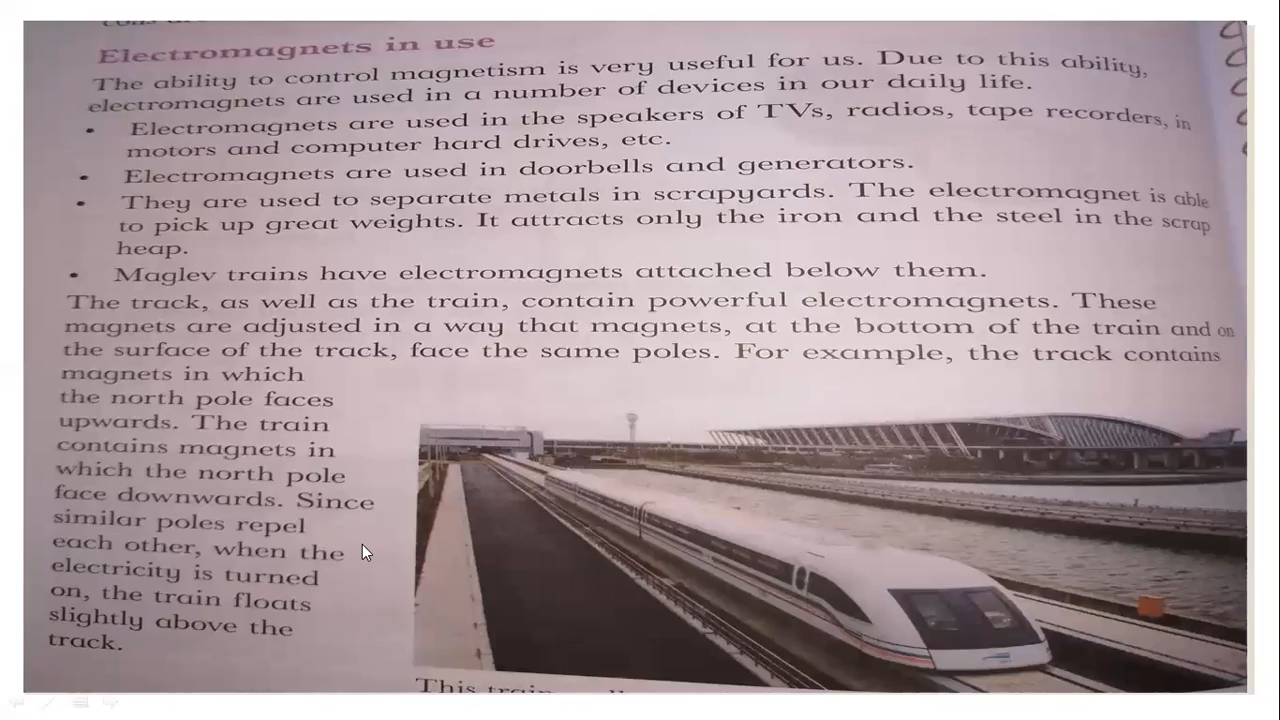 Electromagnets in use
The ability to control magnetism is very useful for us. Due to this ability,
electromagnets are used in a number of devices in our daily life.
• Electromagnets are used in the speakers of TVs, radios, tape recorders, in
motors and computer hard drives, etc.
• Electromagnets are used in doorbells and generators.
• They are used to separate metals in scrapyards. The electromagnet is able
to pick up great weights. It attracts only the iron and the steel in the scrap
heap.
• Maglev trains have electromagnets attached below them.
The track, as well as the train, contain powerful electromagnets. These
magnets are adjusted in a way that magnets, at the bottom of the train and on
the surface of the track, face the same poles. For example, the track contains
magnets in which
the north pole faces
upwards. The train
contains magnets in
which the north pole
face downwards. Since
similar poles repel
each other, when the
electricity is turned
on, the train floats
slightly above the
track.
This train